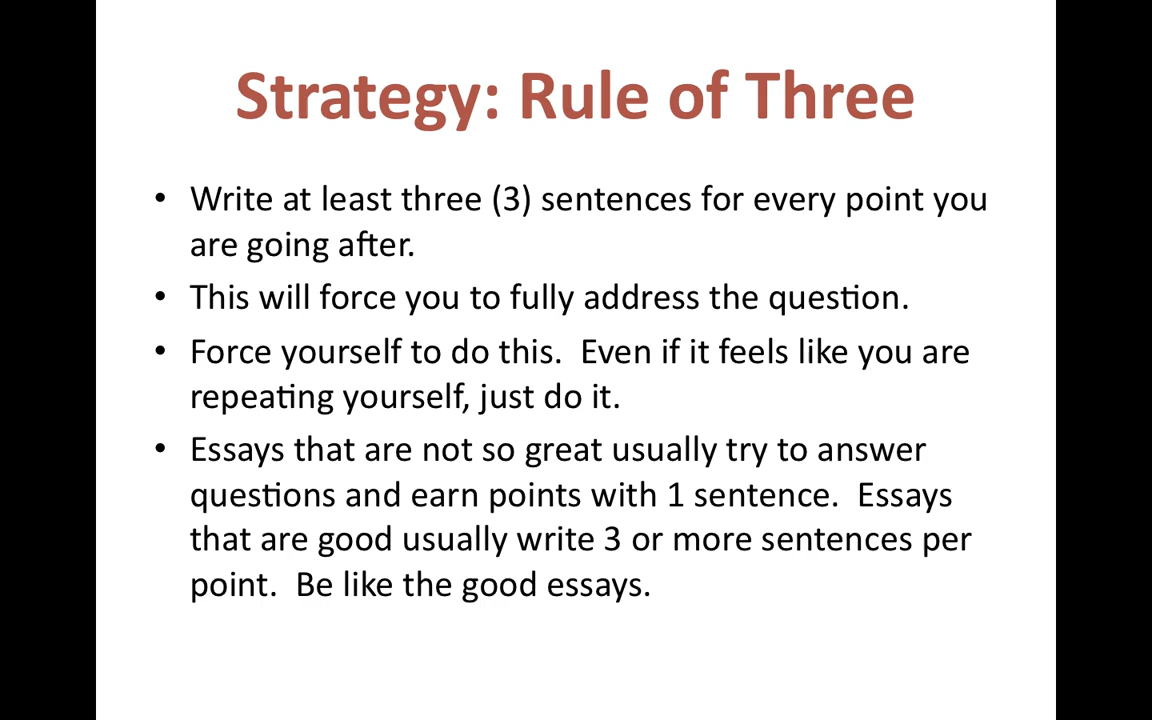 Strategy: Rule of Three
• Write at least three (3) sentences for every point you
are going after.
• This will force you to fully address the question.
• Force yourself to do this.  Even if it feels like you are
repeating yourself, just do it.
• Essays that are not so great usually try to answer
questions and earn points with 1 sentence.  Essays
that are good usually write 3 or more sentences per
point.  Be like the good essays.